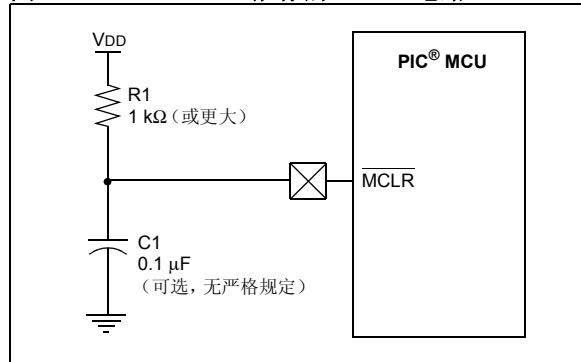 VDD
PIC® MCU
R1
1 kΩ（或更大）
MCLR
C1
0.1 μF
（可选，无严格规定）